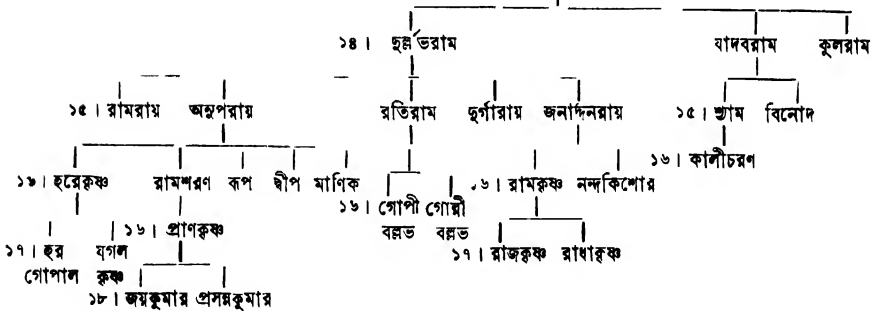 ১৪। দুর্ল্লভরাম যাদবরাম কুলরাম
১৫। রামরায় অনুপরায় রতিরাম দুর্গারায় জনার্দ্দনরায় ১৫। শ্যাম বিনোদ
১৬। কালীচরণ
১৬। হরেকৃষ্ণ রামশরণ রূপ দ্বীপ মাণিক ১৬। রামকৃষ্ণ নন্দকিশোর
১৬। গোপী গৌরী
বল্লভ বল্লভ
১৭। হর যুগল ১৬। প্রাণকৃষ্ণ ১৭। রাজকৃষ্ণ রাধাকৃষ্ণ
গোপাল কৃষ্ণ
১৮। জয়কুমার প্রসন্নকুমার